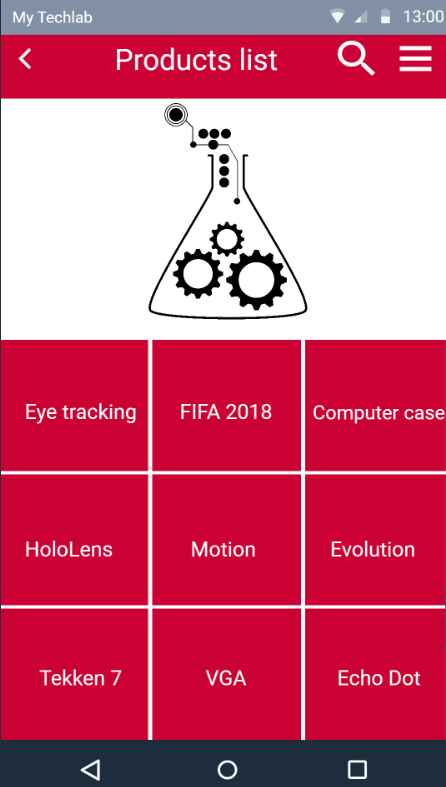 My Techlab 13:00
Products list
Eye tracking FIFA 2018 Computer case
HoloLens Motion Evolution
Tekken 7 VGA Echo Dot